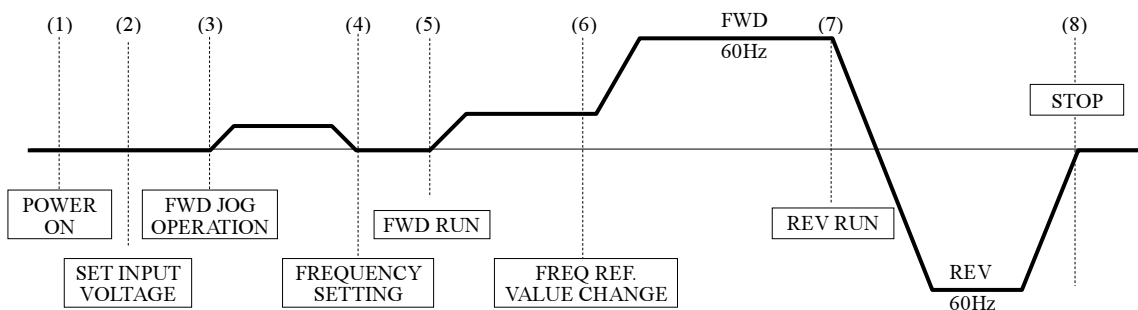 (1)
(2)
(3)
(4)
(5)
(6)
FWD
(7)
(8)
60Hz
STOP
POWER
ON
FWD JOG
OPERATION
FWD RUN
REV RUN
SET INPUT
VOLTAGE
FREQUENCY
SETTING
FREQ REF.
VALUE CHANGE
REV
60Hz